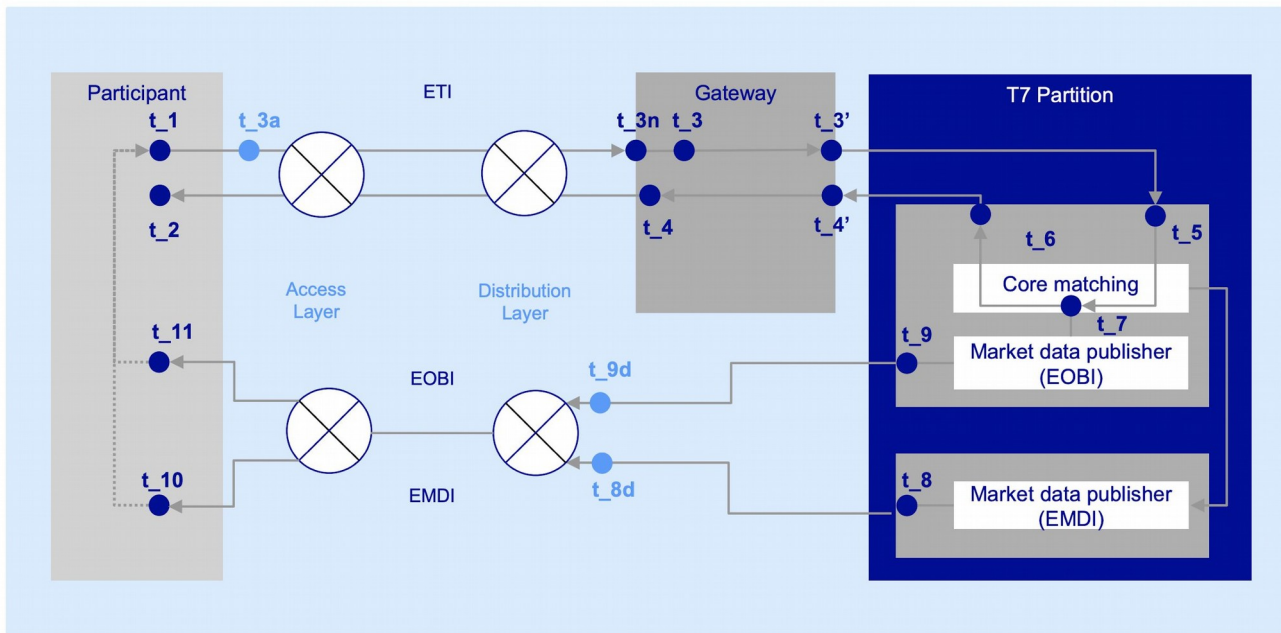 Participant
ETI
Gateway
T7 Partition
t_1
t_3a
t_3n
t_3
t_3’
t_2
t_4
t_4’
t_6
t_5
Access
Layer
Distribution
Layer
Core matching
t_7
t_11
EOBI
t_9d
t_9
Market data publisher
(EOBI)
t_10
EMDI
t_8d
t_8
Market data publisher
(EMDI)